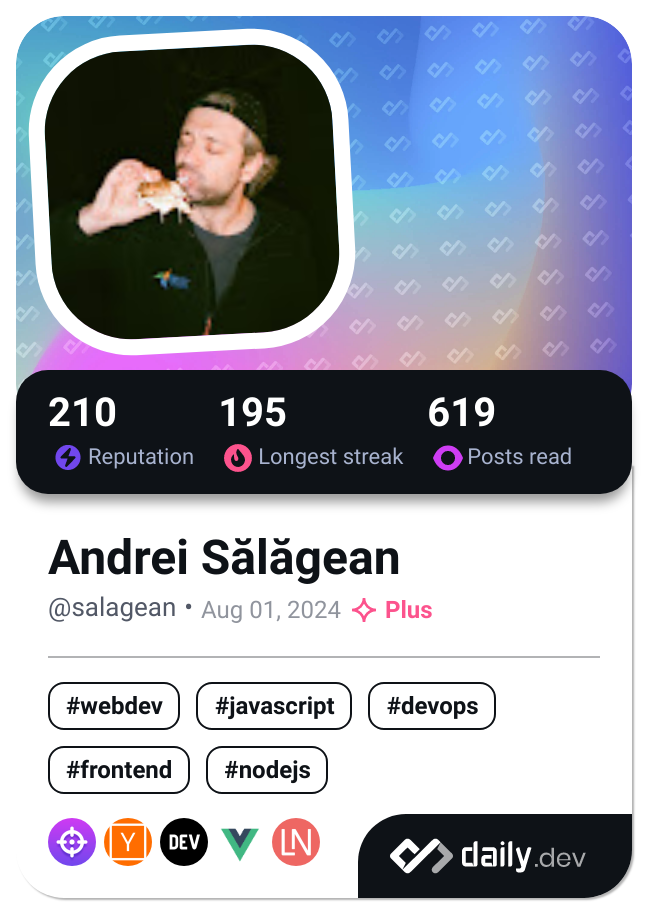 210 195 619
Reputation Longest streak Posts read
Andrei Sălăgean
@salagean • Aug 01, 2024 Plus
#webdev #javascript #devops
#frontend #nodejs
Y DEV LN
daily.dev